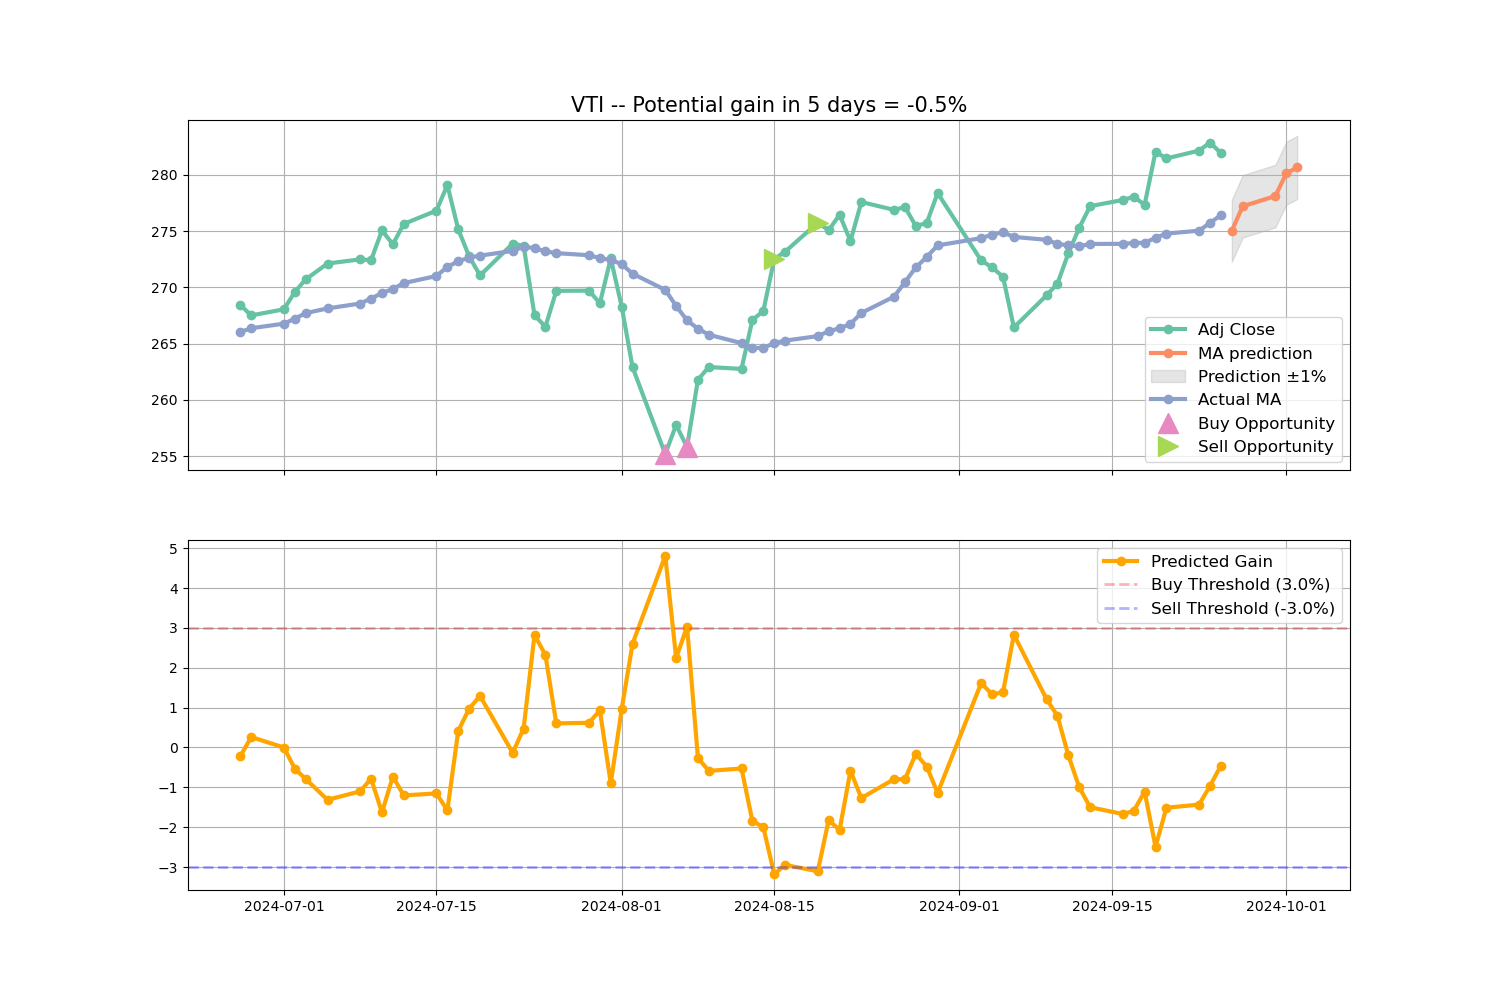 VTI -- Potential gain in 5 days = -0.5%
280
275
270
265
260
255
Adj Close
MA prediction
Prediction ±1%
Actual MA
Buy Opportunity
Sell Opportunity
5
4
3
2
1
0
−1
−2
−3
Predicted Gain
Buy Threshold (3.0%)
Sell Threshold (-3.0%)
2024-07-01 2024-07-15 2024-08-01 2024-08-15 2024-09-01 2024-09-15 2024-10-01